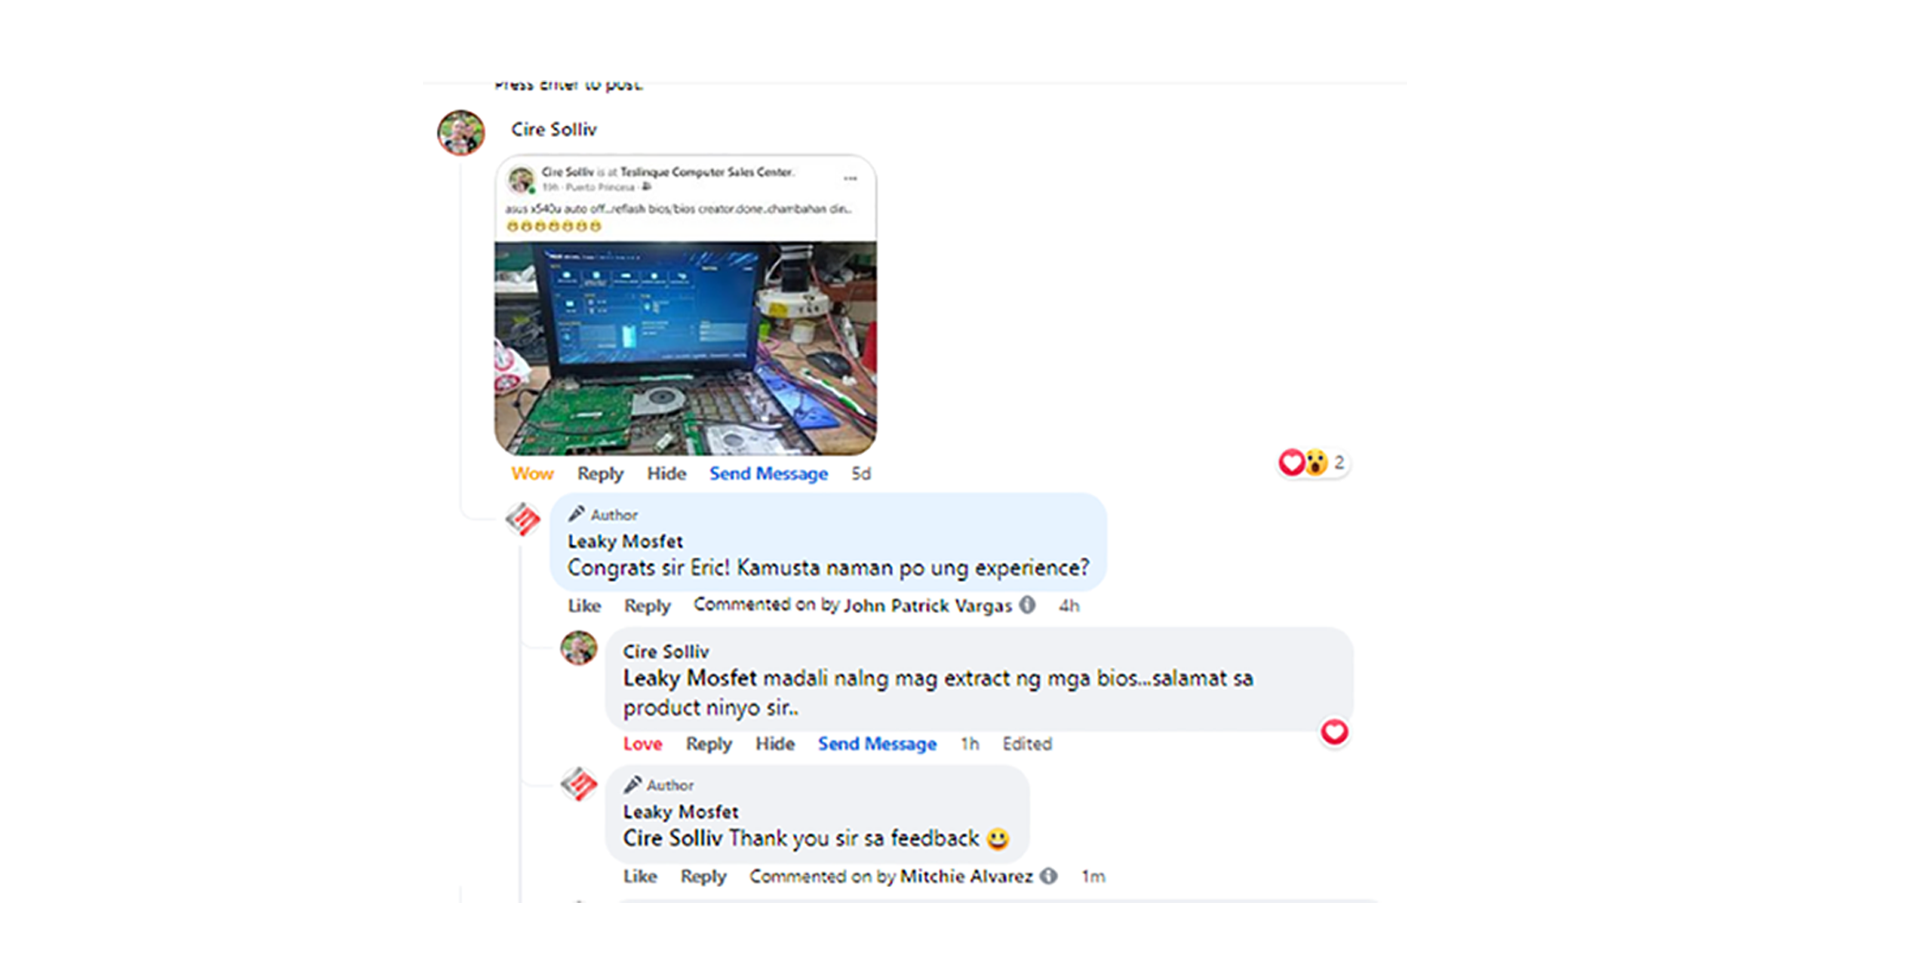 Press Enter to post.
Cire Solliv
Cire Solliv is at Teslinque Computer Sales Center.
19h · Puerto Princesa ·
asus x540u auto off...reflash bios/bios creator.done..chambahan din...
Wow Reply Hide Send Message 5d
2
Author
Leaky Mosfet
Congrats sir Eric! Kamusta naman po ung experience?
Like Reply Commented on by John Patrick Vargas 4h
Cire Solliv
Leaky Mosfet madali nalng mag extract ng mga bios...salamat sa
product ninyo sir..
Love Reply Hide Send Message 1h Edited
Author
Leaky Mosfet
Cire Solliv Thank you sir sa feedback 😀
Like Reply Commented on by Mitchie Alvarez 1m